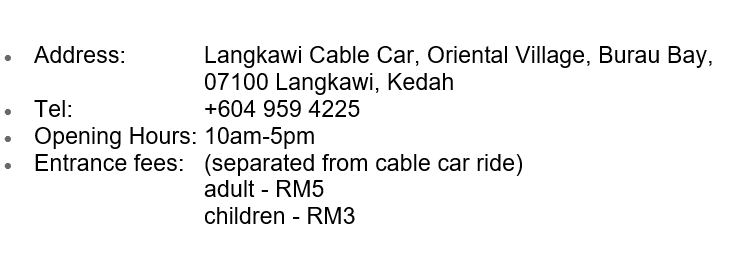 • Address: Langkawi Cable Car, Oriental Village, Burau Bay,
07100 Langkawi, Kedah
• Tel: +604 959 4225
• Opening Hours: 10am-5pm
• Entrance fees: (separated from cable car ride)
adult - RM5
children - RM3